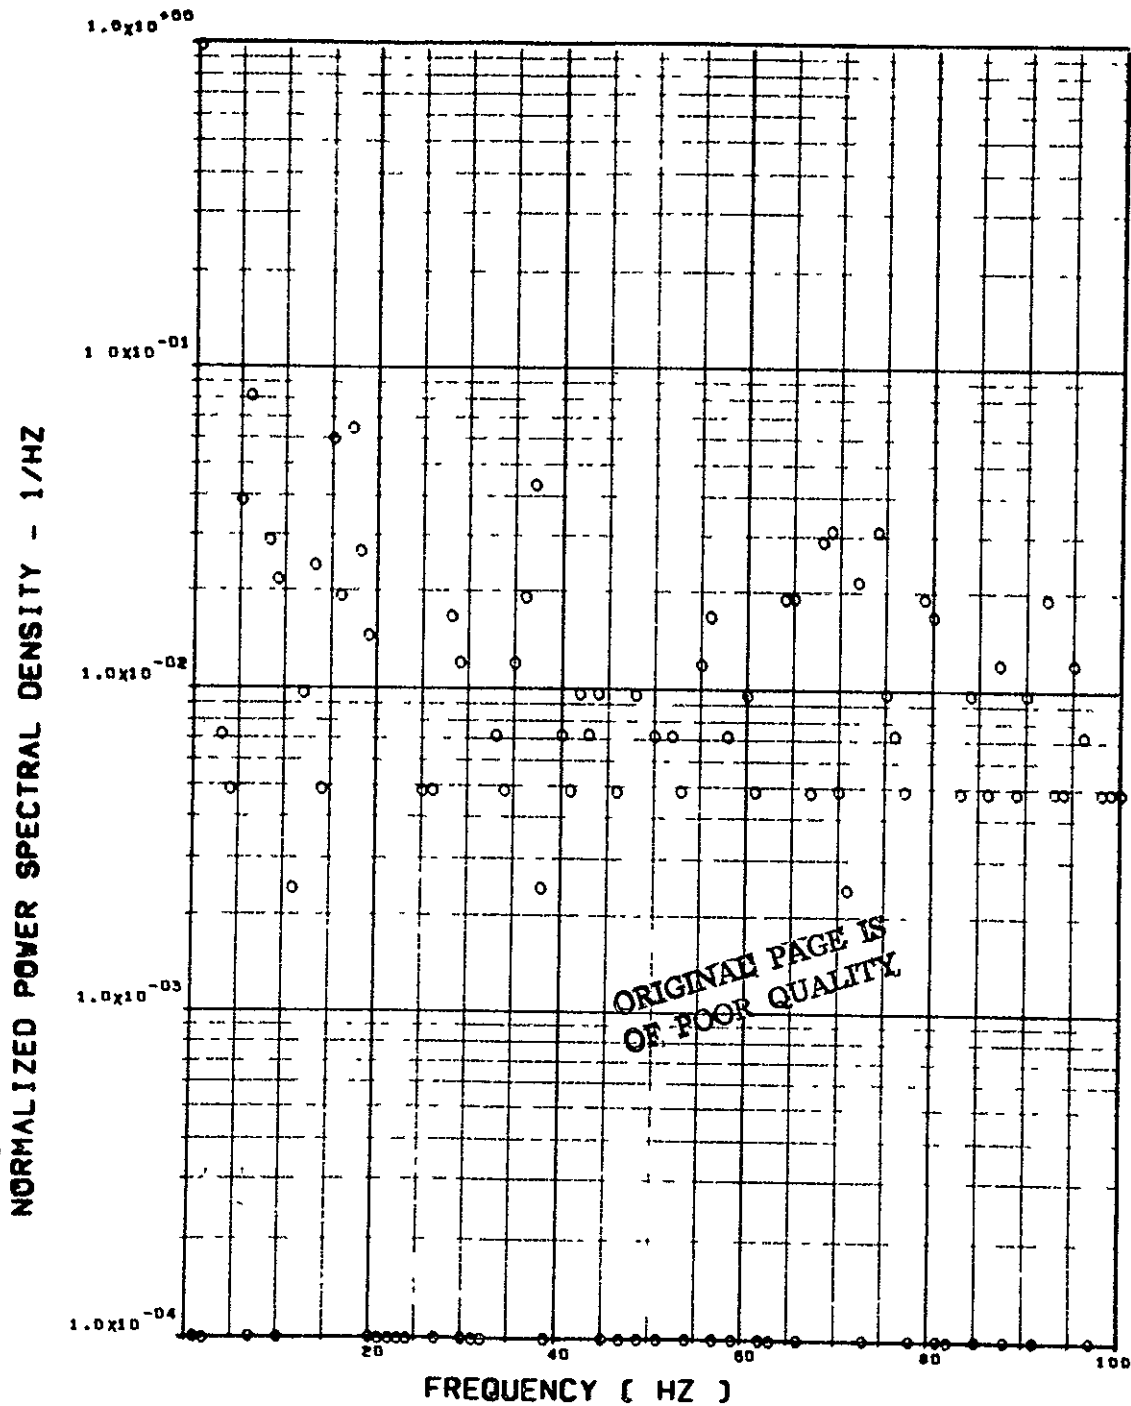 1.0x10+00
1 0x10-01
1.0x10-02
1.0x10-03
1.0x10-04
NORMALIZED POWER SPECTRAL DENSITY - 1/HZ
ORIGINAL PAGE IS
OF POOR QUALITY
20 40 60 80 100
FREQUENCY ( HZ )